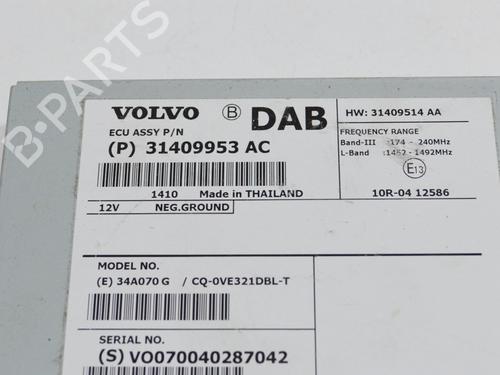 VOLVO B DAB
ECU ASSY P/N
(P) 31409953 AC
1410 Made in THAILAND
12V NEG.GROUND
HW: 31409514 AA
FREQUENCY RANGE
Band-III :174 - 240MHz
L-Band :1452 - 1492MHz
E13
10R-04 12586
MODEL NO.
(E) 34A070 G / CQ-0VE321DBL-T
SERIAL NO.
(S) VO070040287042
B-PARTS